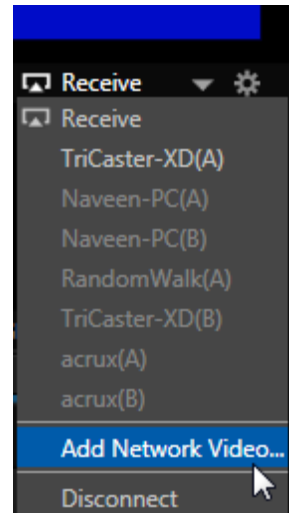 Receive
Receive
TriCaster-XD(A)
Naveen-PC(A)
Naveen-PC(B)
RandomWalk(A)
TriCaster-XD(B)
acrux(A)
acrux(B)
Add Network Video...
Disconnect